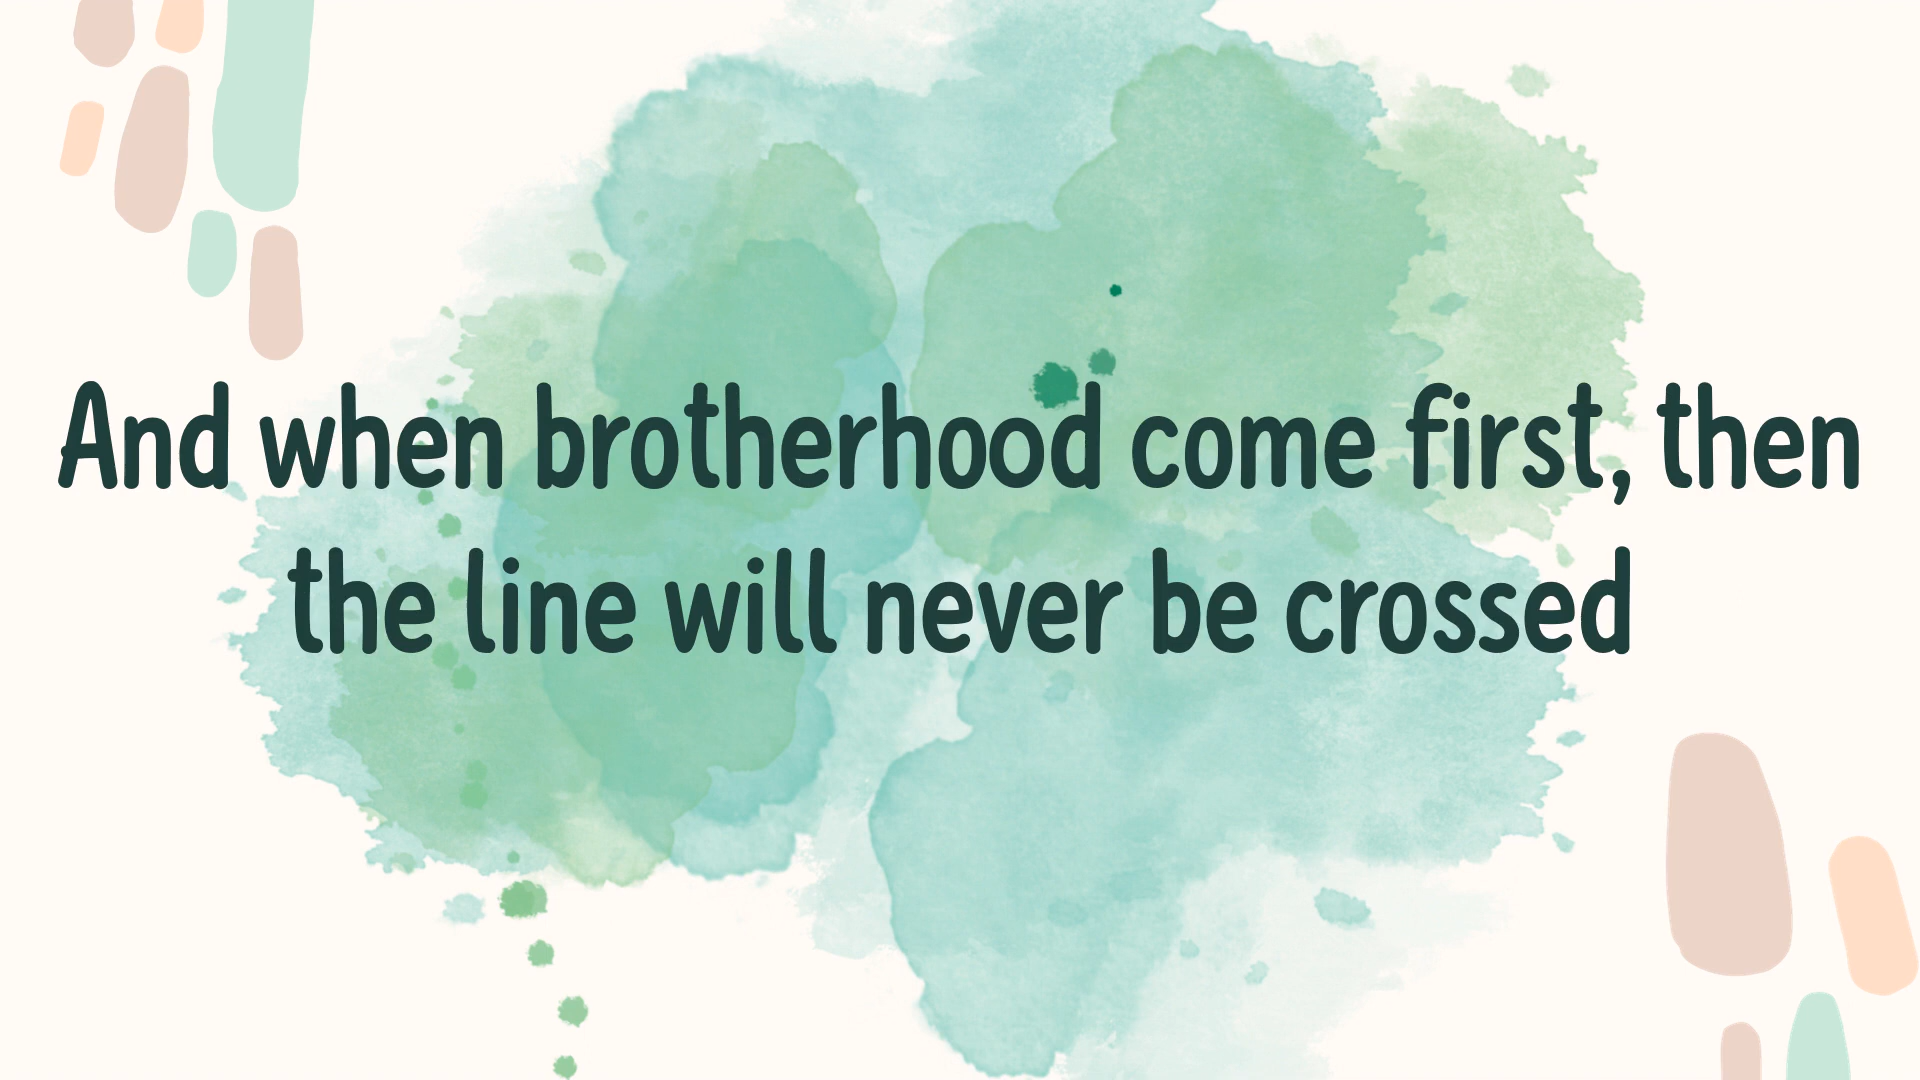 And when brotherhood come first, then
the line will never be crossed